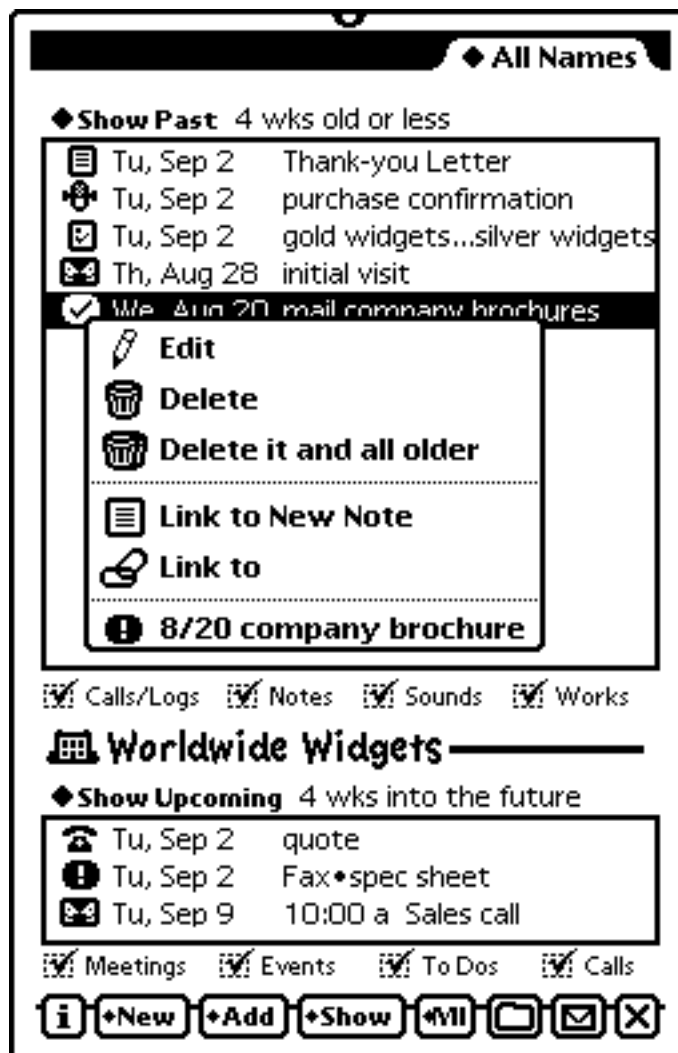 ◆ All Names
◆Show Past 4 wks old or less
Tu, Sep 2 Thank-you Letter
Tu, Sep 2 purchase confirmation
Tu, Sep 2 gold widgets...silver widgets
Th, Aug 28 initial visit
We, Aug 20 mail company brochures
Edit
Delete
Delete it and all older
Link to New Note
Link to
8/20 company brochure
Calls/Logs Notes Sounds Works
Worldwide Widgets
◆Show Upcoming 4 wks into the future
Tu, Sep 2 quote
Tu, Sep 2 Fax•spec sheet
Tu, Sep 9 10:00 a Sales call
Meetings Events To Dos Calls
i ◆New ◆Add ◆Show